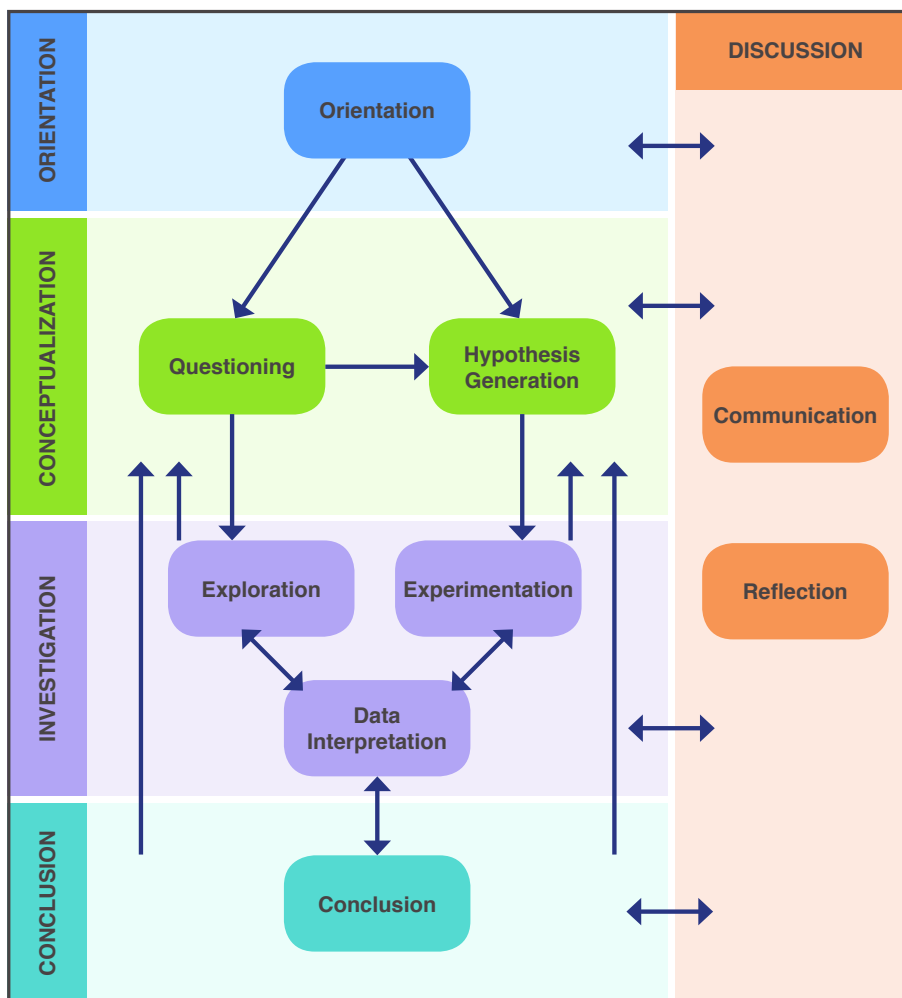 ORIENTATION
Orientation
DISCUSSION
CONCEPTUALIZATION
Questioning
Hypothesis
Generation
Communication
INVESTIGATION
Exploration
Experimentation
Reflection
Data
Interpretation
CONCLUSION
Conclusion